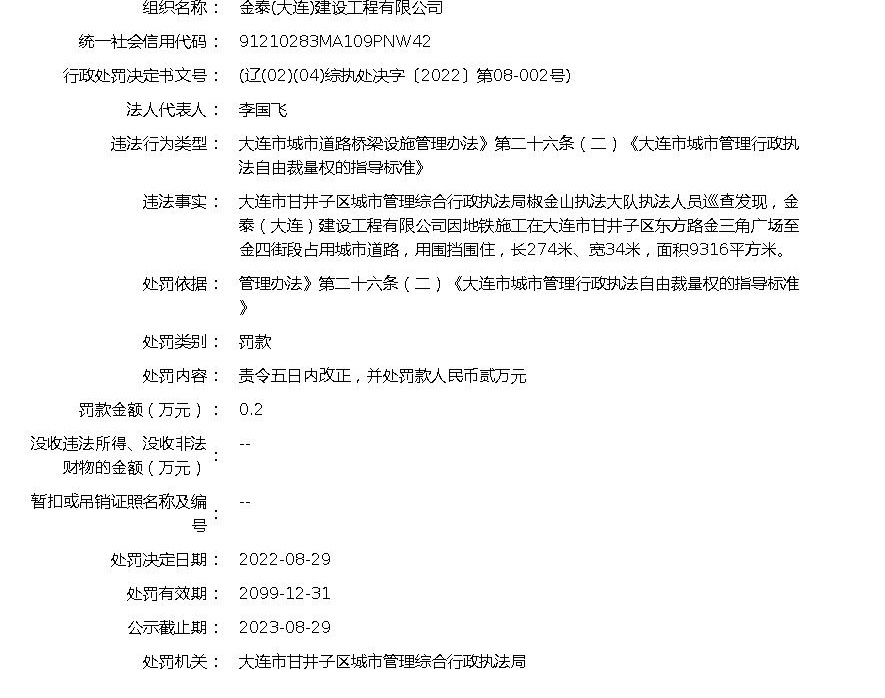 组织名称： 金泰(大连)建设工程有限公司
统一社会信用代码： 91210283MA109PNW42
行政处罚决定书文号： (辽(02)(04)综执处决字〔2022〕第08-002号)
法人代表人： 李国飞
违法行为类型： 大连市城市道路桥梁设施管理办法》第二十六条（二）《大连市城市管理行政执
法自由裁量权的指导标准》
违法事实： 大连市甘井子区城市管理综合行政执法局椒金山执法大队执法人员巡查发现，金
泰（大连）建设工程有限公司因地铁施工在大连市甘井子区东方路金三角广场至
金四街段占用城市道路，用围挡围住，长274米、宽34米，面积9316平方米。
处罚依据： 管理办法》第二十六条（二）《大连市城市管理行政执法自由裁量权的指导标准
》
处罚类别： 罚款
处罚内容： 责令五日内改正，并处罚款人民币贰万元
罚款金额（万元）： 0.2
没收违法所得、没收非法
财物的金额（万元）： --
暂扣或吊销证照名称及编
号： --
处罚决定日期： 2022-08-29
处罚有效期： 2099-12-31
公示截止期： 2023-08-29
处罚机关： 大连市甘井子区城市管理综合行政执法局